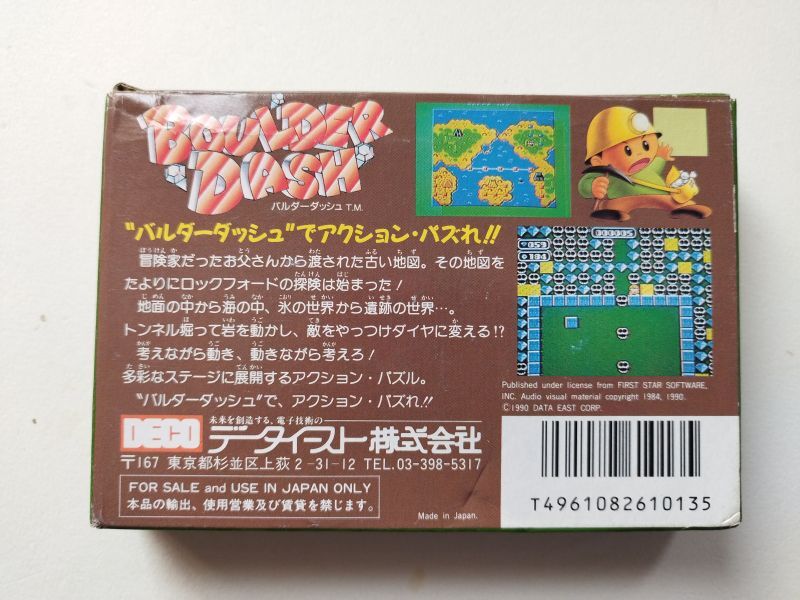 BOULDER
DASH
バルダーダッシュ T.M.
"バルダーダッシュ"でアクション・パズれ!!
冒険家だったお父さんから渡された古い地図。その地図を
たよりにロックフォードの探険は始まった!
地面の中から海の中、氷の世界から遺跡の世界…。
トンネル掘って岩を動かし、敵をやっつけダイヤに変える!?
考えながら動き、動きながら考えろ!
多彩なステージに展開するアクション・パズル。
"バルダーダッシュ"で、アクション・パズれ!!
000005
053
104
Published under license from FIRST STAR SOFTWARE,
INC. Audio visual material copyright 1984, 1990.
©1990 DATA EAST CORP.
未来を創造する、電子技術の
DECO データイースト株式会社
〒167 東京都杉並区上荻2-31-12 TEL.03-398-5317
FOR SALE and USE IN JAPAN ONLY
本品の輸出、使用営業及び賃貸を禁じます。
Made in Japan.
T4961082610135